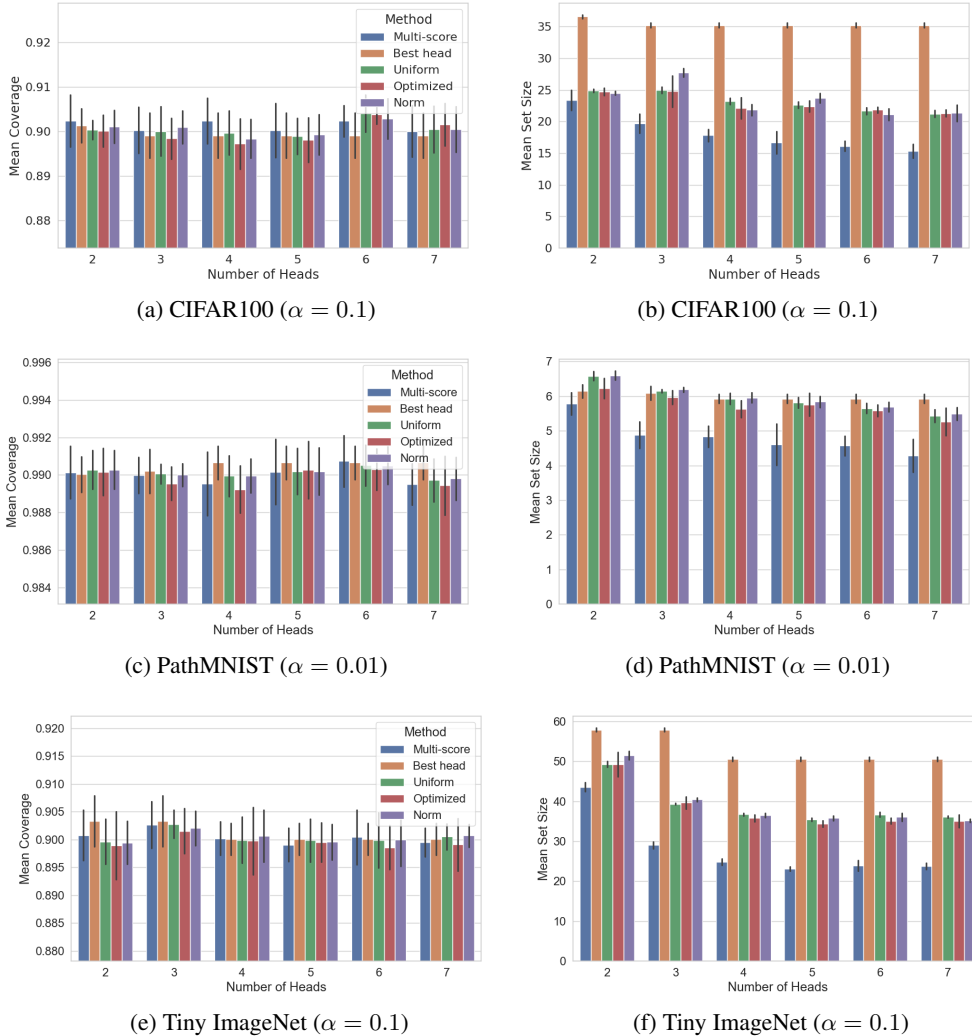 Mean Coverage
0.92
0.91
0.90
0.89
0.88
Method
Multi-score
Best head
Uniform
Optimized
Norm
2 3 4 5 6 7
Number of Heads
(a) CIFAR100 (α = 0.1)
Mean Set Size
35
30
25
20
15
10
5
0
2 3 4 5 6 7
Number of Heads
(b) CIFAR100 (α = 0.1)
Mean Coverage
0.996
0.994
0.992
0.990
0.988
0.986
0.984
Method
Multi-score
Best head
Uniform
Optimized
Norm
2 3 4 5 6 7
Number of Heads
(c) PathMNIST (α = 0.01)
Mean Set Size
7
6
5
4
3
2
1
0
2 3 4 5 6 7
Number of Heads
(d) PathMNIST (α = 0.01)
Mean Coverage
0.920
0.915
0.910
0.905
0.900
0.895
0.890
0.885
0.880
Method
Multi-score
Best head
Uniform
Optimized
Norm
2 3 4 5 6 7
Number of Heads
(e) Tiny ImageNet (α = 0.1)
Mean Set Size
60
50
40
30
20
10
0
2 3 4 5 6 7
Number of Heads
(f) Tiny ImageNet (α = 0.1)